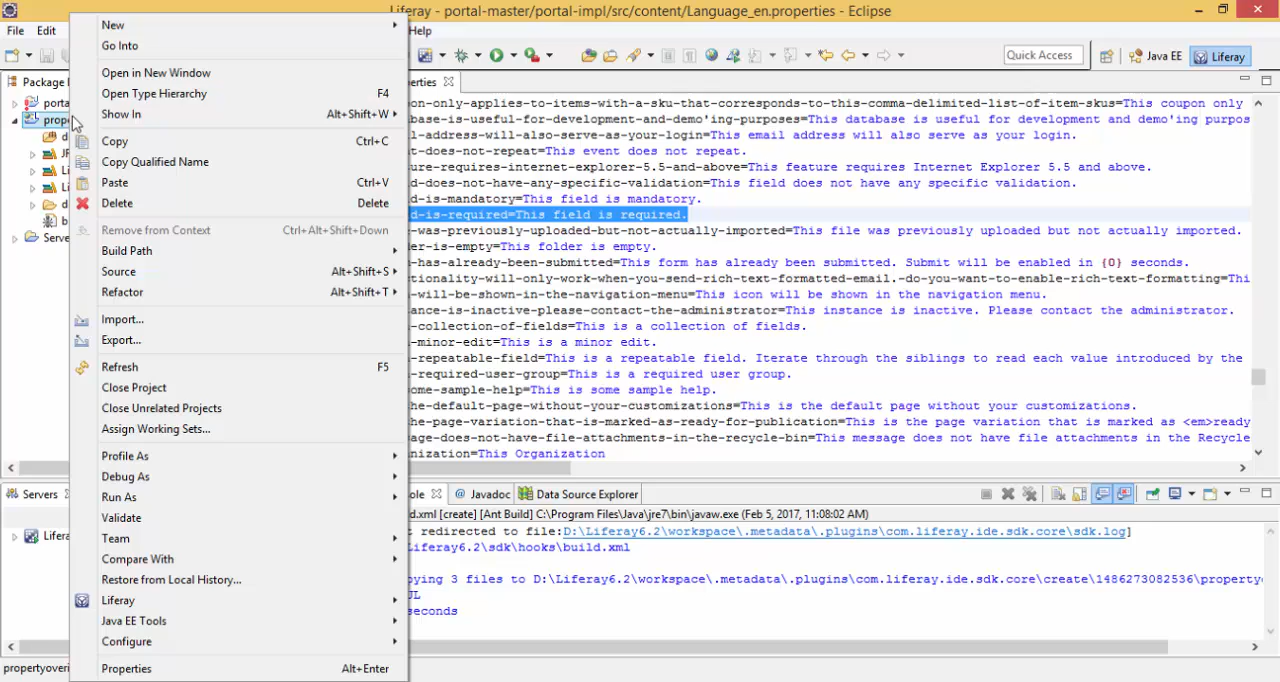 Liferay - portal-master/portal-impl/src/content/Language_en.properties - Eclipse
File Edit Help
Quick Access Java EE Liferay
Package
New
Go Into
Open in New Window
Open Type Hierarchy F4
Show In Alt+Shift+W
Copy Ctrl+C
Copy Qualified Name
Paste Ctrl+V
Delete Delete
Remove from Context Ctrl+Alt+Shift+Down
Build Path
Source Alt+Shift+S
Refactor Alt+Shift+T
Import...
Export...
Refresh F5
Close Project
Close Unrelated Projects
Assign Working Sets...
Profile As
Debug As
Run As
Validate
Team
Compare With
Restore from Local History...
Liferay
Java EE Tools
Configure
Properties Alt+Enter
porta
prope
d
JF
Li
Li
d
b
Serve
perties
pon-only-applies-to-items-with-a-sku-that-corresponds-to-this-comma-delimited-list-of-item-skus=This coupon only
base-is-useful-for-development-and-demo'ing-purposes=This database is useful for development and demo'ing purpos
l-address-will-also-serve-as-your-login=This email address will also serve as your login.
t-does-not-repeat=This event does not repeat.
ure-requires-internet-explorer-5.5-and-above=This feature requires Internet Explorer 5.5 and above.
d-does-not-have-any-specific-validation=This field does not have any specific validation.
d-is-mandatory=This field is mandatory.
d-is-required=This field is required.
-was-previously-uploaded-but-not-actually-imported=This file was previously uploaded but not actually imported.
er-is-empty=This folder is empty.
-has-already-been-submitted=This form has already been submitted. Submit will be enabled in {0} seconds.
tionality-will-only-work-when-you-send-rich-text-formatted-email.-do-you-want-to-enable-rich-text-formatting=Thi
-will-be-shown-in-the-navigation-menu=This icon will be shown in the navigation menu.
ance-is-inactive-please-contact-the-administrator=This instance is inactive. Please contact the administrator.
-collection-of-fields=This is a collection of fields.
-minor-edit=This is a minor edit.
-repeatable-field=This is a repeatable field. Iterate through the siblings to read each value introduced by the
-required-user-group=This is a required user group.
ome-sample-help=This is some sample help.
he-default-page-without-your-customizations=This is the default page without your customizations.
he-page-variation-that-is-marked-as-ready-for-publication=This is the page variation that is marked as <em>ready
age-does-not-have-file-attachments-in-the-recycle-bin=This message does not have file attachments in the Recycle
anization=This Organization
Servers
Lifera
ole Javadoc Data Source Explorer
d.xml [create] [Ant Build] C:\Program Files\Java\jre7\bin\javaw.exe (Feb 5, 2017, 11:08:02 AM)
t redirected to file:D:\Liferay6.2\workspace\.metadata\.plugins\com.liferay.ide.sdk.core\sdk.log]
Liferay6.2\sdk\hooks\build.xml
pying 3 files to D:\Liferay6.2\workspace\.metadata\.plugins\com.liferay.ide.sdk.core\create\1486273082536\property
UL
seconds
propertyoveri